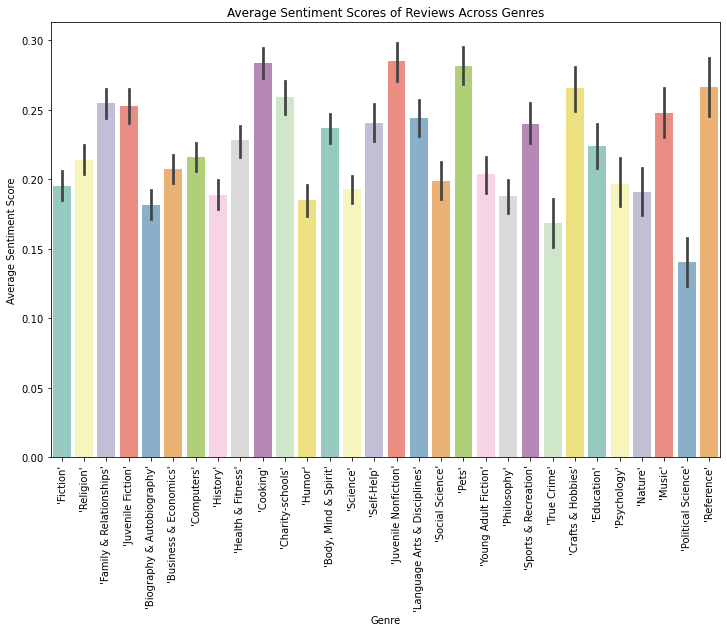 Average Sentiment Scores of Reviews Across Genres
0.30
0.25
0.20
0.15
0.10
0.05
0.00
Average Sentiment Score
'Fiction'
'Religion'
'Family & Relationships'
'Juvenile Fiction'
'Biography & Autobiography'
'Business & Economics'
'Computers'
'History'
'Health & Fitness'
'Cooking'
'Charity-schools'
'Humor'
'Body, Mind & Spirit'
'Science'
'Self-Help'
'Juvenile Nonfiction'
'Language Arts & Disciplines'
'Social Science'
'Pets'
'Young Adult Fiction'
'Philosophy'
'Sports & Recreation'
'True Crime'
'Crafts & Hobbies'
'Education'
'Psychology'
'Nature'
'Music'
'Political Science'
'Reference'
Genre